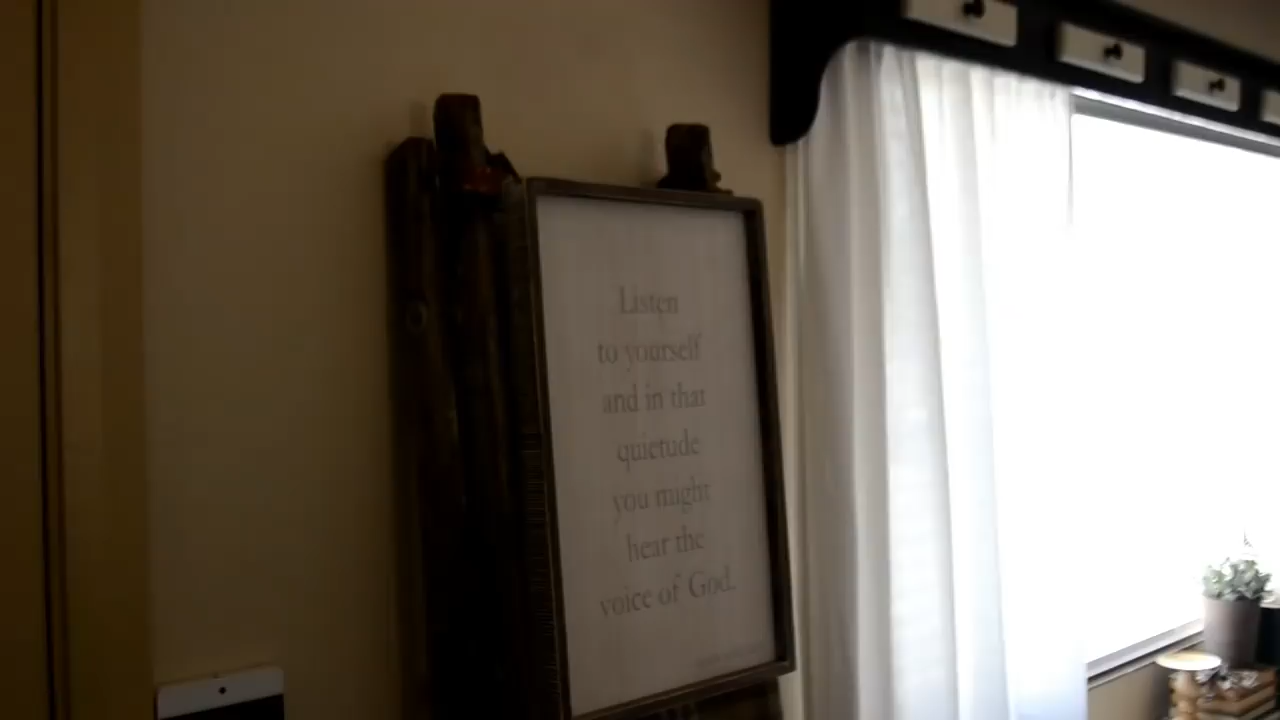 Listen
to yourself
and in that
quietude
you might
hear the
voice of God.